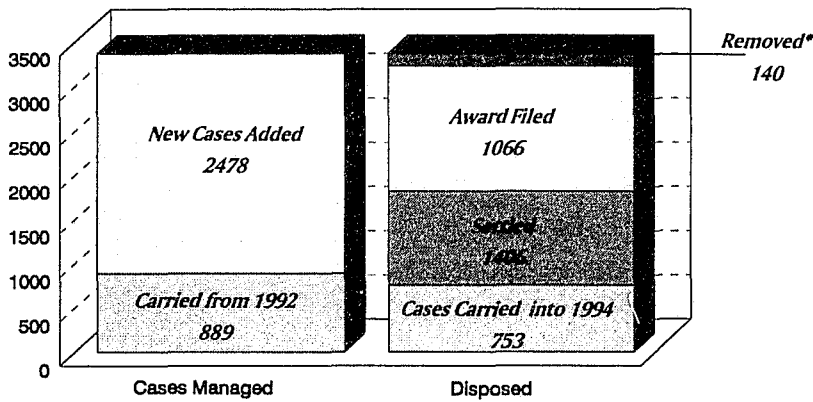 3500
3000
2500
2000
1500
1000
500
0
New Cases Added
2478
Carried from 1992
889
Removed*
140
Award Filed
1066
Settled
Cases Carried into 1994
753
Cases Managed
Disposed